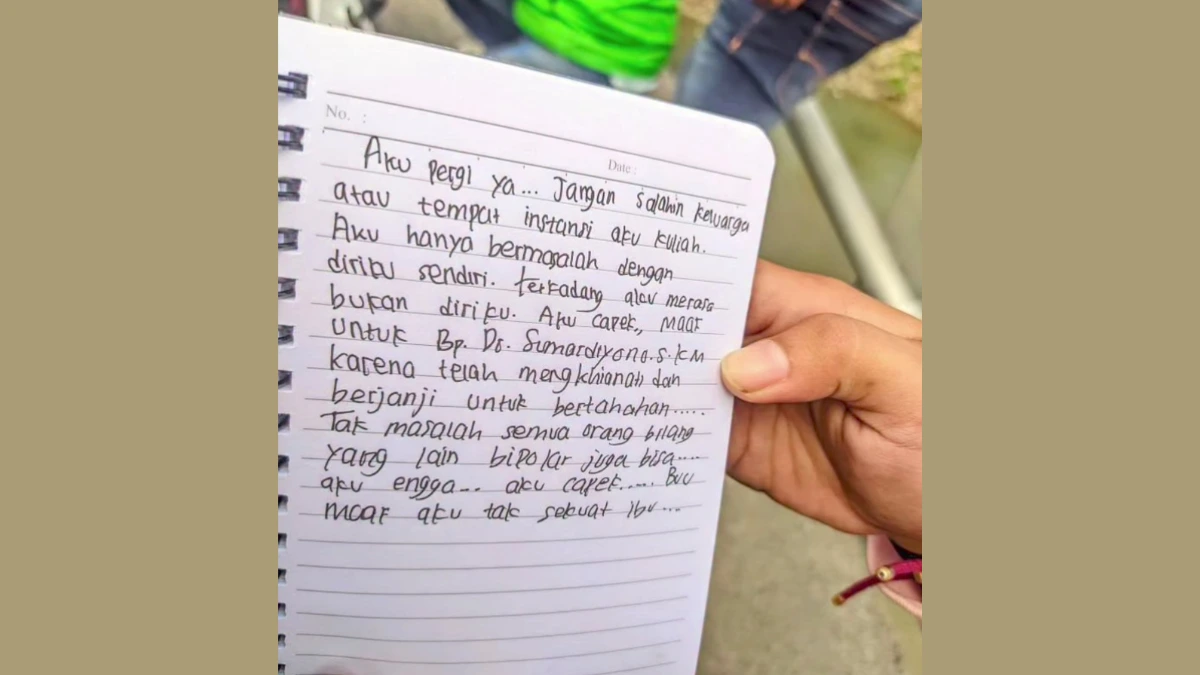 No. :
Date :
Aku pergi ya... Jangan salahin keluarga
atau tempat instansi aku kuliah.
Aku hanya bermasalah dengan
diriku sendiri. terkadang aku merasa
bukan diriku. Aku capek., maaf
untuk Bp. Dr. Sumardiyono.S.KM
karena telah mengkhianati dan
berjanji untuk bertahahan.....
Tak masalah semua orang bilang
yang lain bipolar juga bisa....
aku engga... aku capek..... Buu
maaf aku tak sekuat ibu...